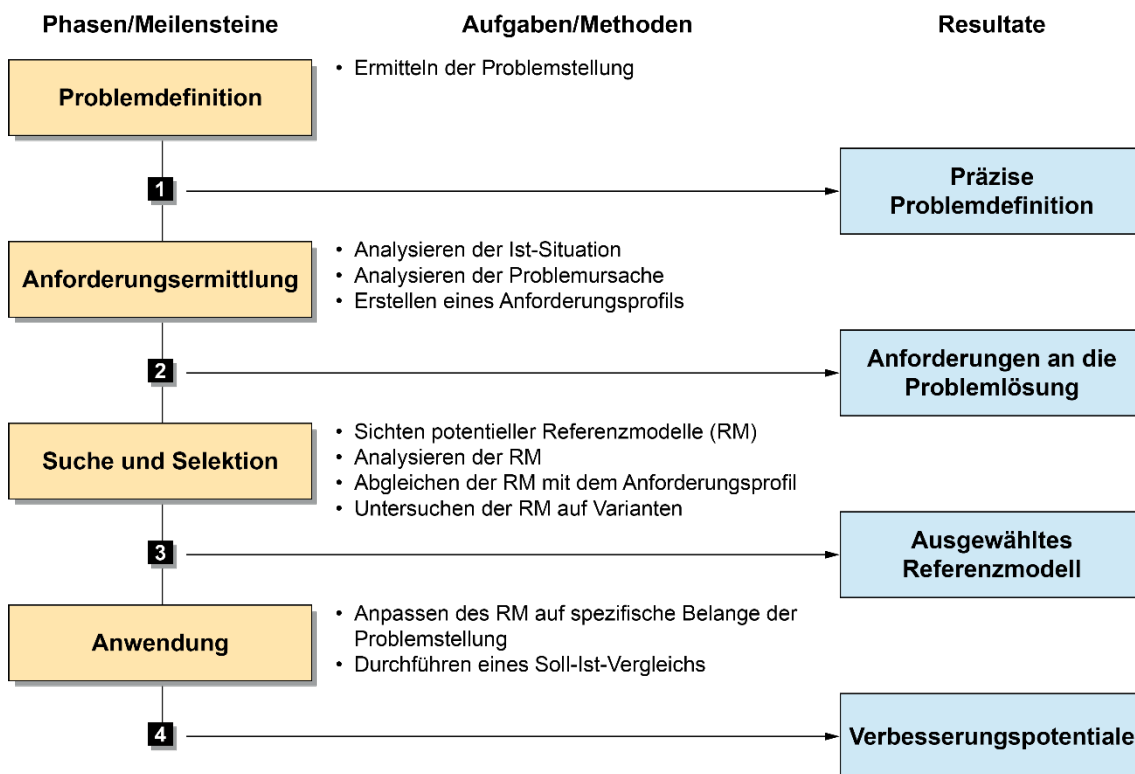 Phasen/Meilensteine
Aufgaben/Methoden
Resultate
Problemdefinition
• Ermitteln der Problemstellung
1
Präzise
Problemdefinition
Anforderungsermittlung
• Analysieren der Ist-Situation
• Analysieren der Problemursache
• Erstellen eines Anforderungsprofils
2
Anforderungen an die
Problemlösung
Suche und Selektion
• Sichten potentieller Referenzmodelle (RM)
• Analysieren der RM
• Abgleichen der RM mit dem Anforderungsprofil
• Untersuchen der RM auf Varianten
3
Ausgewähltes
Referenzmodell
Anwendung
• Anpassen des RM auf spezifische Belange der
Problemstellung
• Durchführen eines Soll-Ist-Vergleichs
4
Verbesserungspotentiale